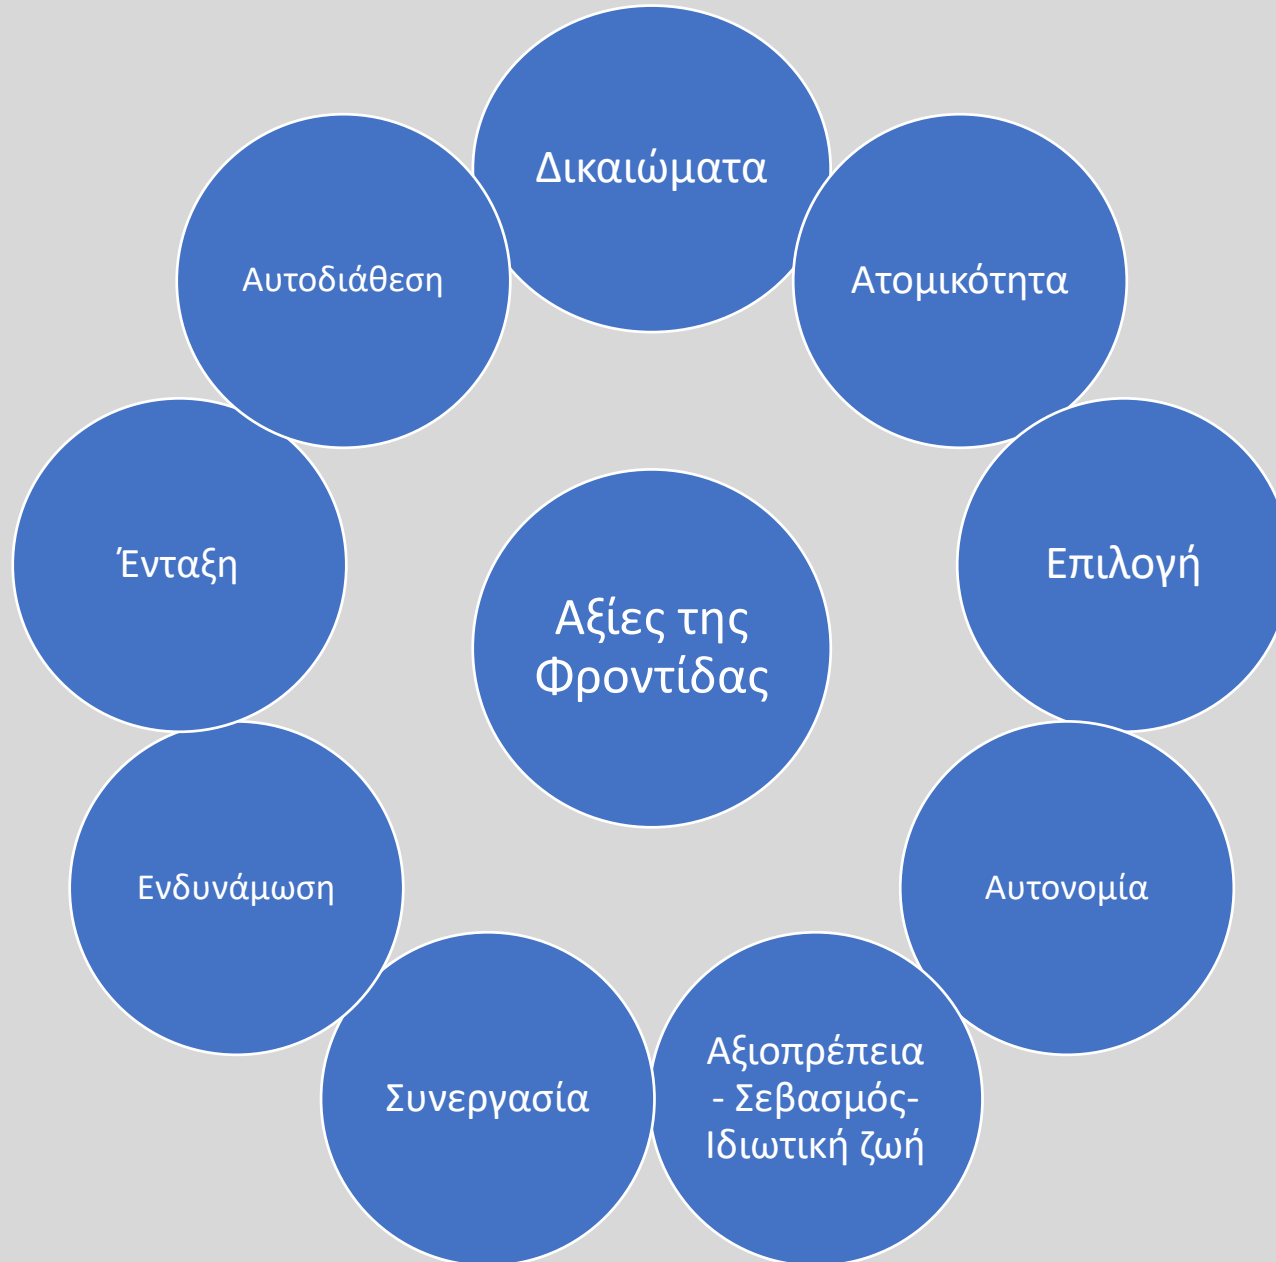 Δικαιώματα
Ατομικότητα
Επιλογή
Αυτονομία
Αξιοπρέπεια
- Σεβασμός-
Ιδιωτική ζωή
Συνεργασία
Ενδυνάμωση
Ένταξη
Αυτοδιάθεση
Αξίες της
Φροντίδας